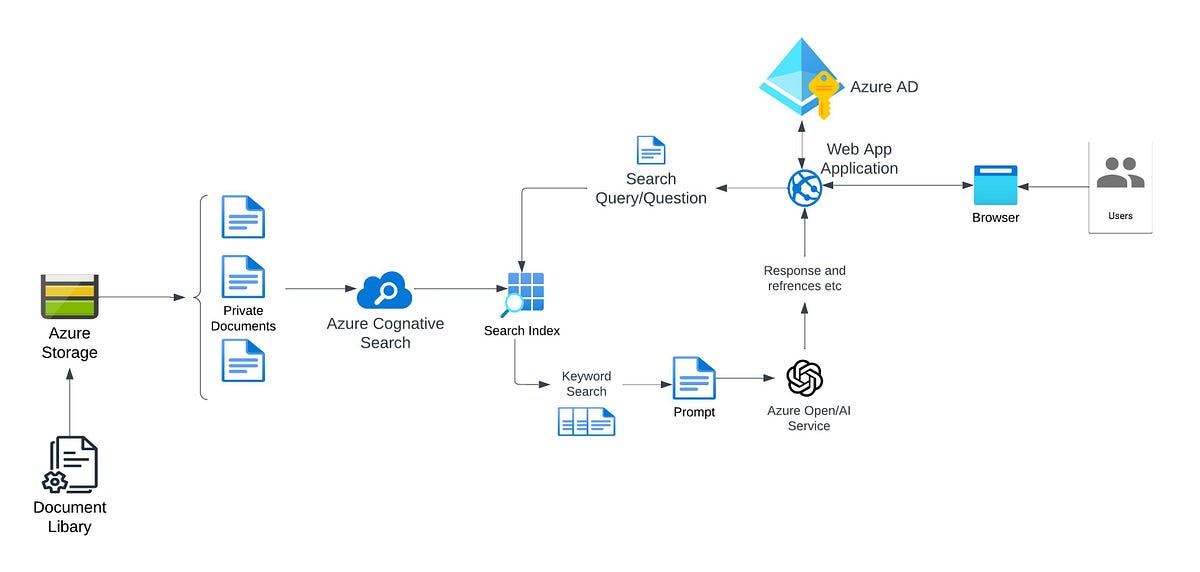 Azure AD
Web App
Application
Search
Query/Question
Browser
Users
Response and
refrences etc
Private
Documents
Azure
Storage
Azure Cognative
Search
Search Index
Keyword
Search
Prompt
Azure Open/AI
Service
Document
Libary